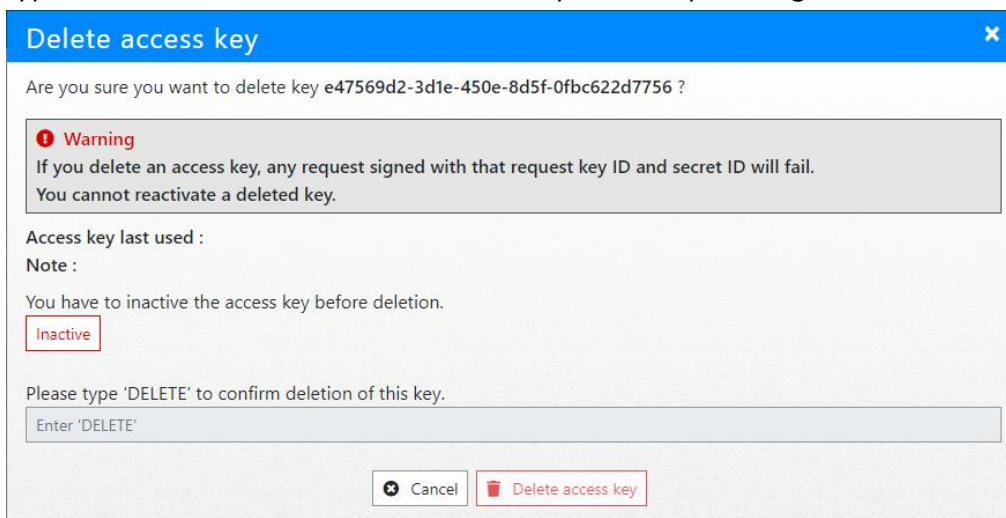 Delete access key
Are you sure you want to delete key e47569d2-3d1e-450e-8d5f-0fbc622d7756 ?
Warning
If you delete an access key, any request signed with that request key ID and secret ID will fail.
You cannot reactivate a deleted key.
Access key last used :
Note :
You have to inactive the access key before deletion.
Inactive
Please type 'DELETE' to confirm deletion of this key.
Enter 'DELETE'
Cancel Delete access key